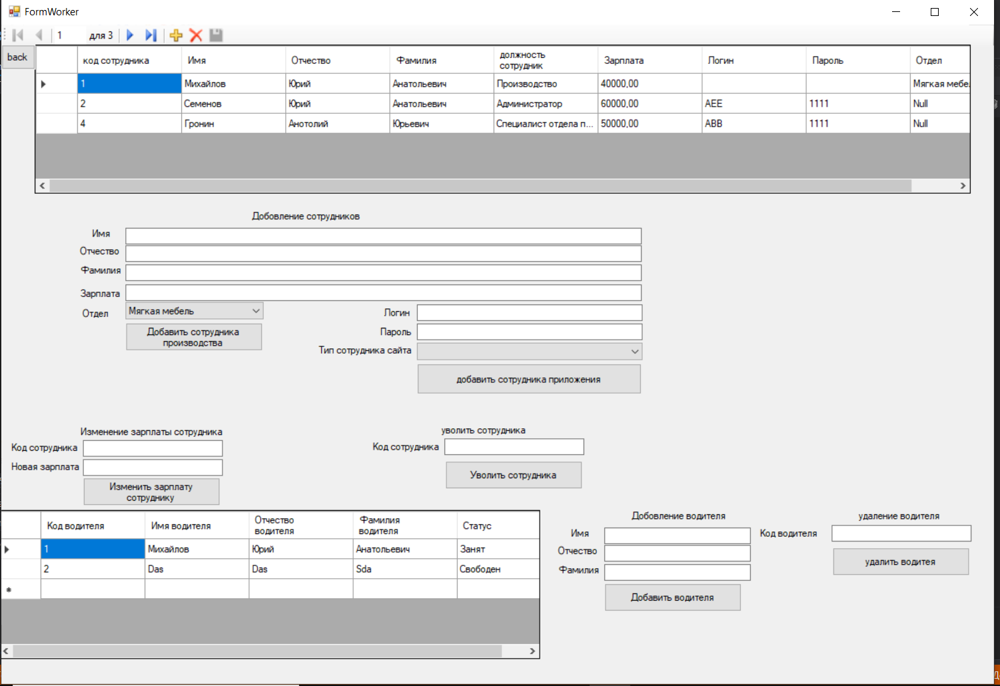 FormWorker
1 для 3
back
код сотрудника Имя Отчество Фамилия должность сотрудник Зарплата Логин Пароль Отдел
1 Михайлов Юрий Анатольевич Производство 40000,00 Мягкая мебе
2 Семенов Юрий Анатольевич Администратор 60000,00 AEE 1111 Null
4 Гронин Анотолий Юрьевич Специалист отдела п... 50000,00 ABB 1111 Null
Добовление сотрудников
Имя
Отчество
Фамилия
Зарплата
Отдел Мягкая мебель
Добавить сотрудника
производства
Логин
Пароль
Тип сотрудника сайта
добавить сотрудника приложения
Изменение зарплаты сотрудника
Код сотрудника
Новая зарплата
Изменить зарплату
сотруднику
уволить сотрудника
Код сотрудника
Уволить сотрудника
Код водителя Имя водителя Отчество водителя Фамилия водителя Статус
1 Михайлов Юрий Анатольевич Занят
2 Das Das Sda Свободен
Добовление водителя
Имя
Отчество
Фамилия
Добавить водителя
удаление водителя
Код водителя
удалить водитея